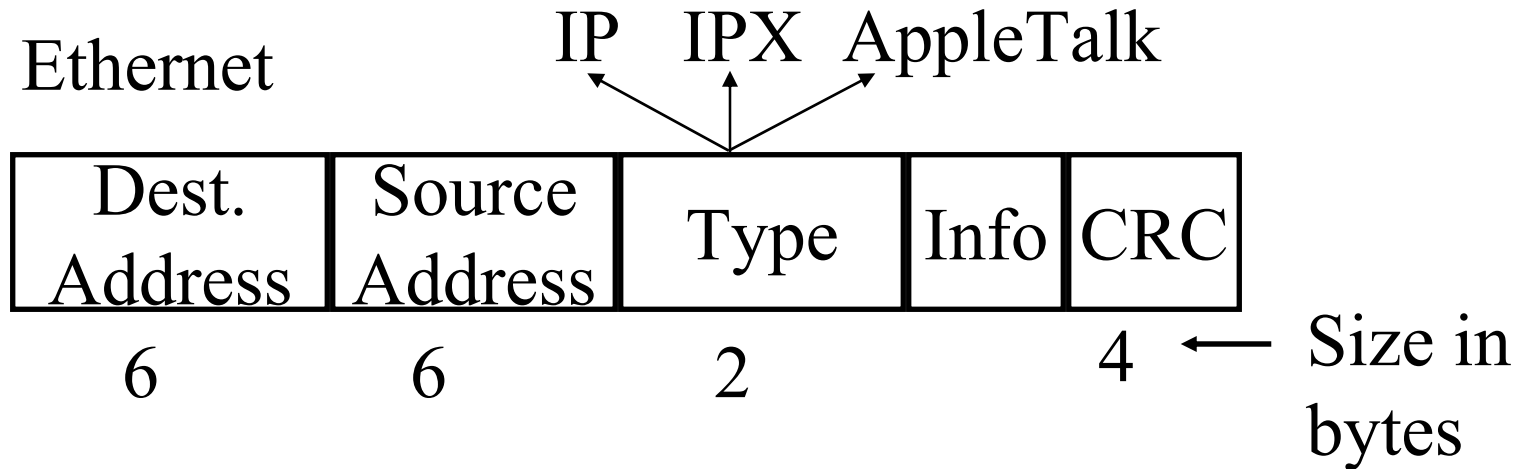 Ethernet
IP IPX AppleTalk
Dest.
Address
Source
Address
Type
Info
CRC
6 6 2 4
Size in
bytes